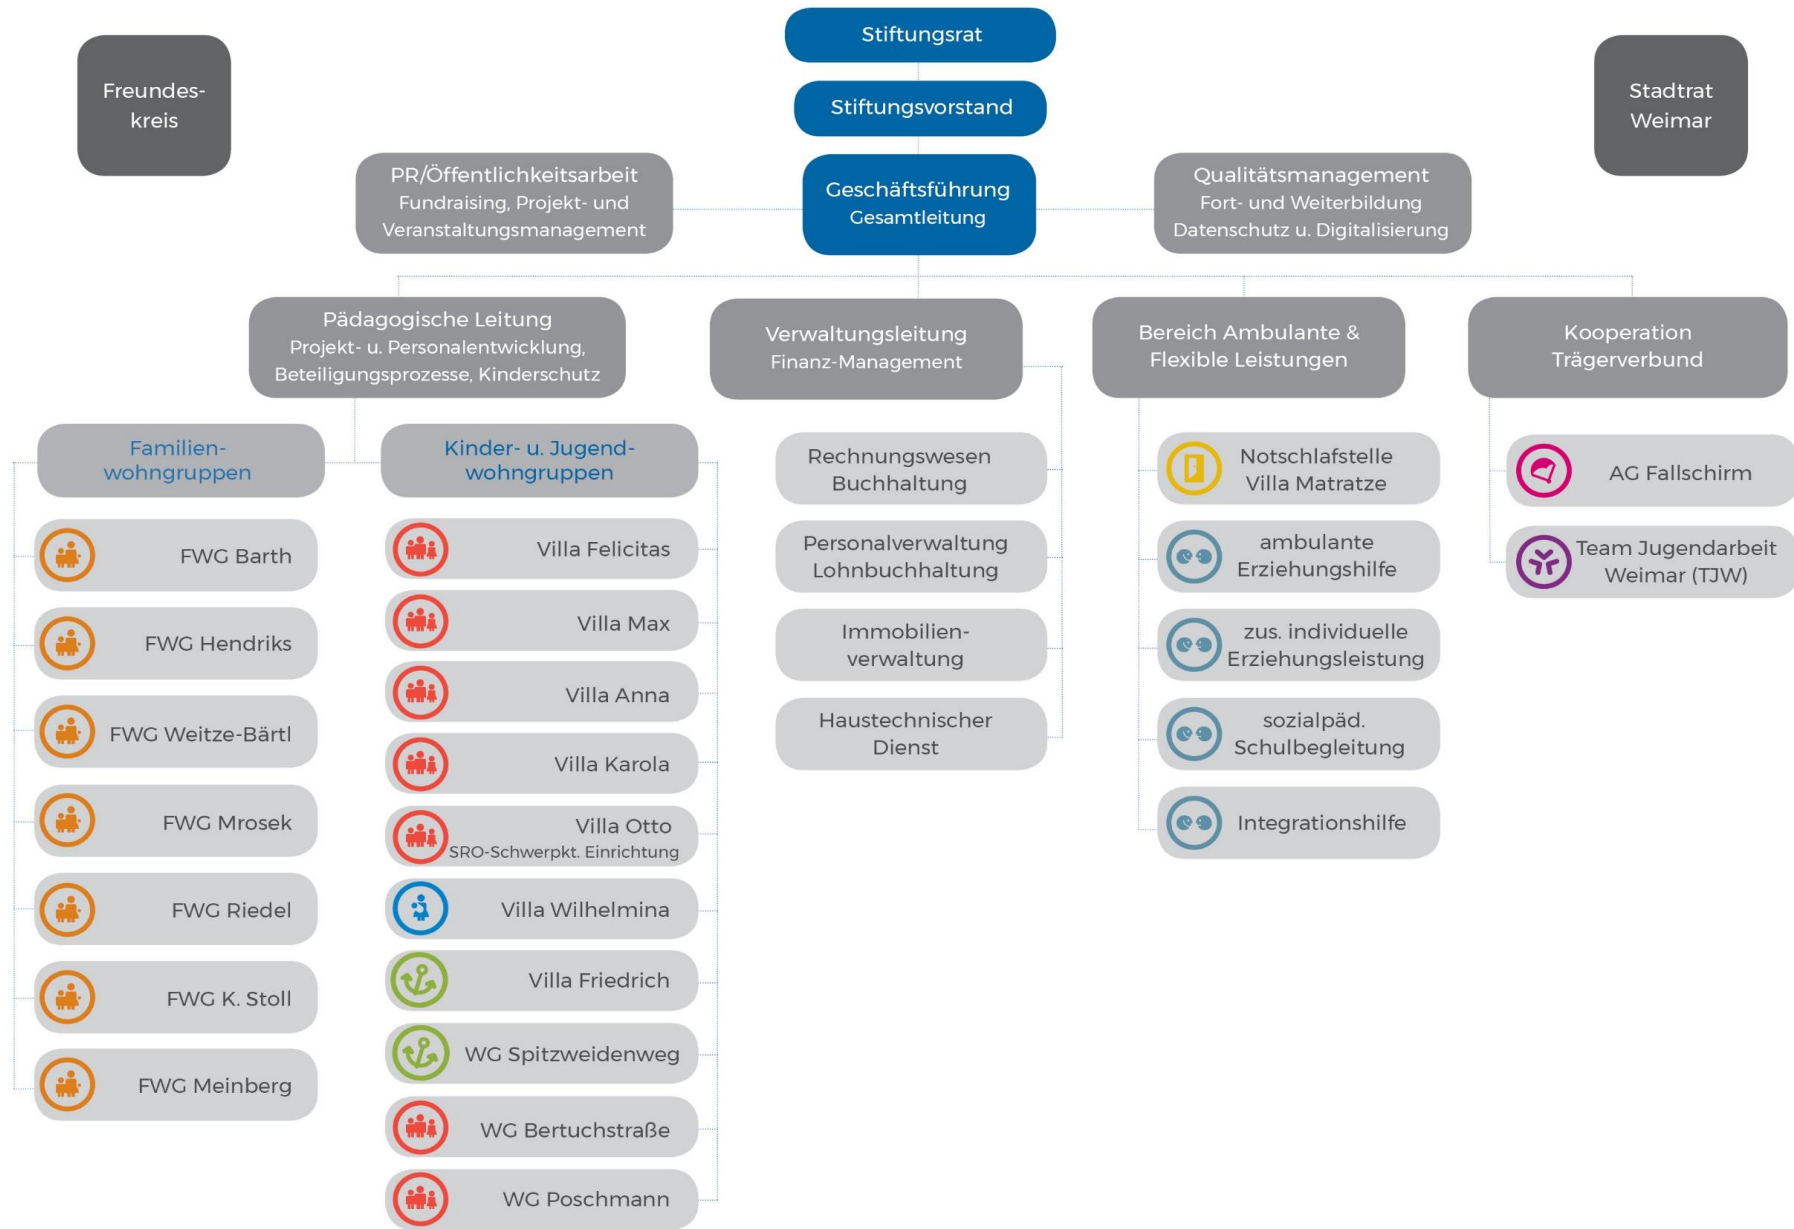 Stiftungsrat
Freundes-
kreis
Stiftungsvorstand
Stadtrat
Weimar
PR/Öffentlichkeitsarbeit
Fundraising, Projekt- und
Veranstaltungsmanagement
Geschäftsführung
Gesamtleitung
Qualitätsmanagement
Fort- und Weiterbildung
Datenschutz u. Digitalisierung
Pädagogische Leitung
Projekt- u. Personalentwicklung,
Beteiligungsprozesse, Kinderschutz
Verwaltungsleitung
Finanz-Management
Bereich Ambulante &
Flexible Leistungen
Kooperation
Trägerverbund
Familien-
wohngruppen
FWG Barth
FWG Hendriks
FWG Weitze-Bärtl
FWG Mrosek
FWG Riedel
FWG K. Stoll
FWG Meinberg
Kinder- u. Jugend-
wohngruppen
Villa Felicitas
Villa Max
Villa Anna
Villa Karola
Villa Otto
SRO-Schwerpkt. Einrichtung
Villa Wilhelmina
Villa Friedrich
WG Spitzweidenweg
WG Bertuchstraße
WG Poschmann
Rechnungswesen
Buchhaltung
Personalverwaltung
Lohnbuchhaltung
Immobilien-
verwaltung
Haustechnischer
Dienst
Notschlafstelle
Villa Matratze
ambulante
Erziehungshilfe
zus. individuelle
Erziehungsleistung
sozialpäd.
Schulbegleitung
Integrationshilfe
AG Fallschirm
Team Jugendarbeit
Weimar (TJW)